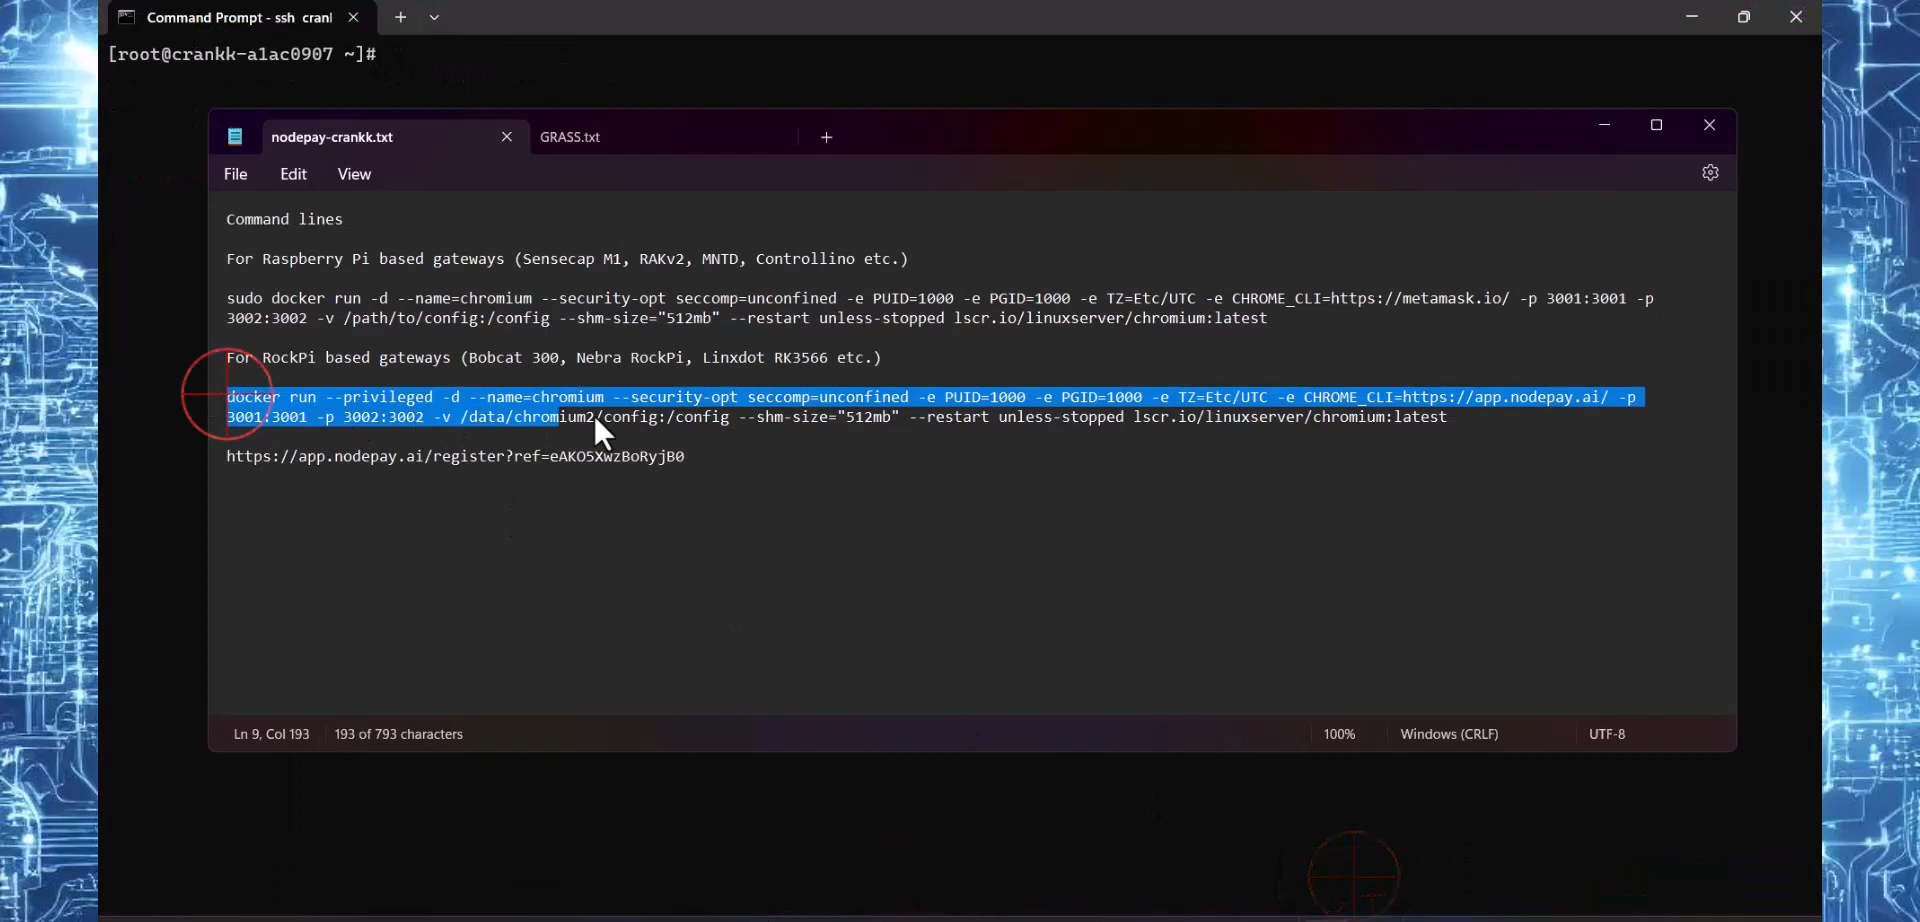 Command Prompt - ssh crankk
[root@crankk-a1ac0907 ~]#
nodepay-crankk.txt
GRASS.txt
File Edit View
Command lines
For Raspberry Pi based gateways (Sensecap M1, RAKv2, MNTD, Controllino etc.)
sudo docker run -d --name=chromium --security-opt seccomp=unconfined -e PUID=1000 -e PGID=1000 -e TZ=Etc/UTC -e CHROME_CLI=https://metamask.io/ -p 3001:3001 -p
3002:3002 -v /path/to/config:/config --shm-size="512mb" --restart unless-stopped lscr.io/linuxserver/chromium:latest
For RockPi based gateways (Bobcat 300, Nebra RockPi, Linxdot RK3566 etc.)
docker run --privileged -d --name=chromium --security-opt seccomp=unconfined -e PUID=1000 -e PGID=1000 -e TZ=Etc/UTC -e CHROME_CLI=https://app.nodepay.ai/ -p
3001:3001 -p 3002:3002 -v /data/chromium2/config:/config --shm-size="512mb" --restart unless-stopped lscr.io/linuxserver/chromium:latest
https://app.nodepay.ai/register?ref=eAKO5XwzBoRyjB0
Ln 9, Col 193 193 of 793 characters 100% Windows (CRLF) UTF-8